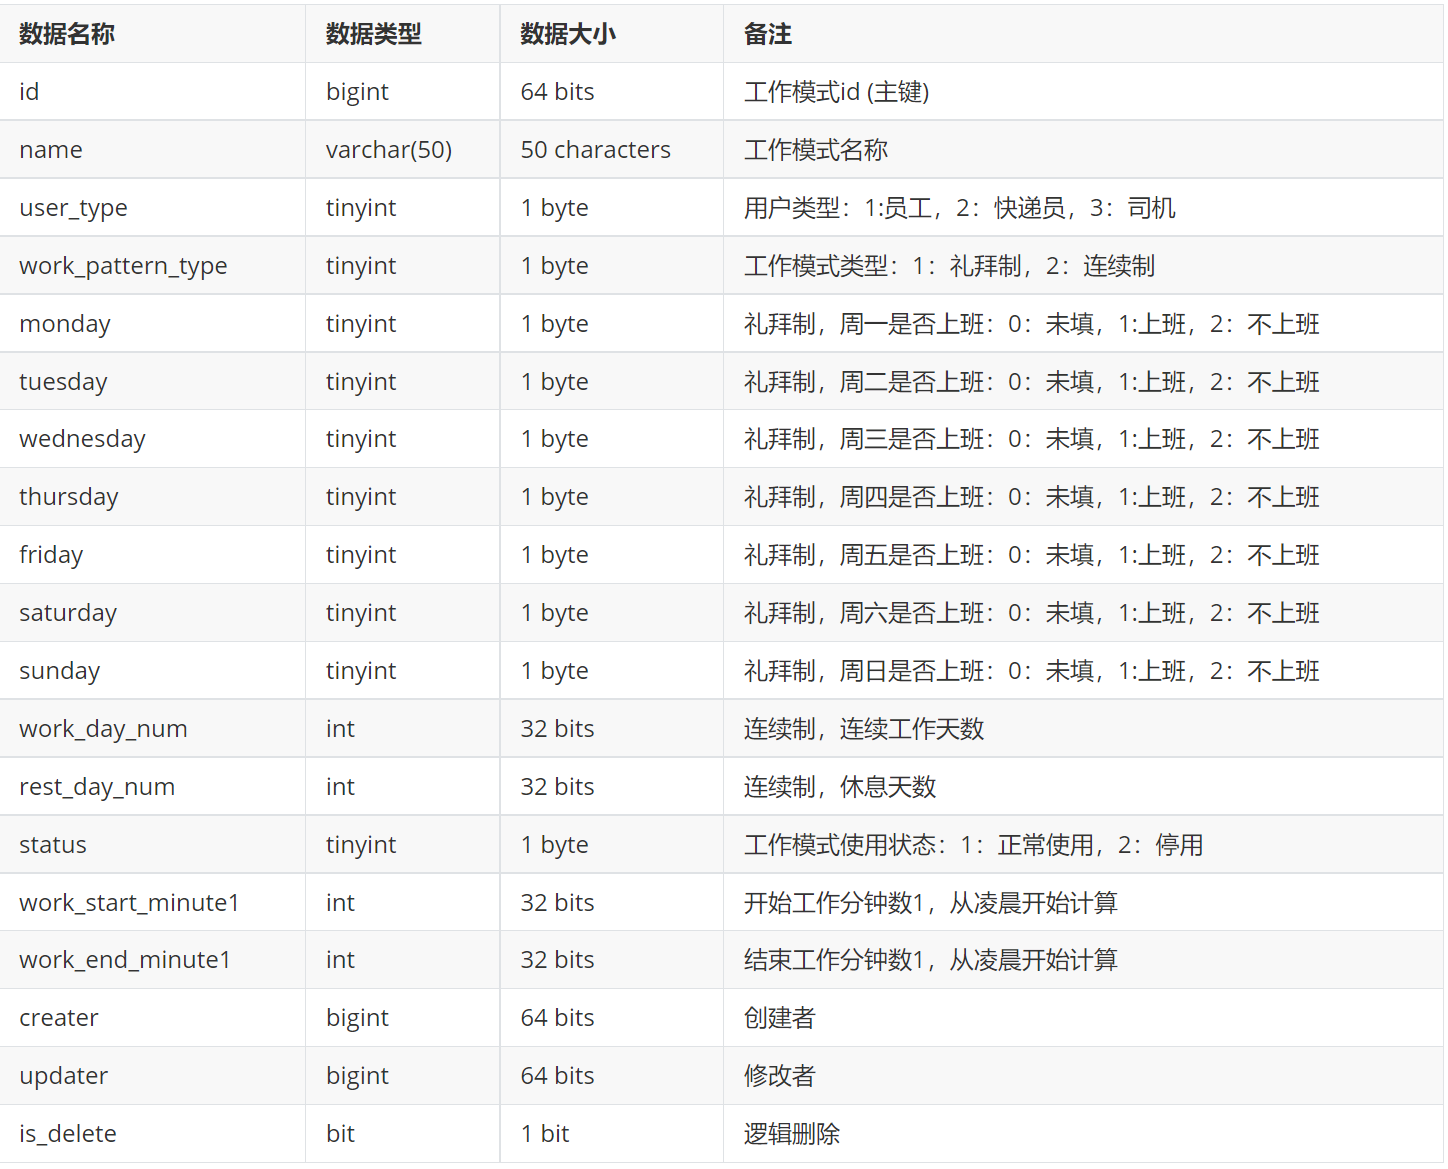 数据名称 数据类型 数据大小 备注
id bigint 64 bits 工作模式id (主键)
name varchar(50) 50 characters 工作模式名称
user_type tinyint 1 byte 用户类型：1:员工，2：快递员，3：司机
work_pattern_type tinyint 1 byte 工作模式类型：1：礼拜制，2：连续制
monday tinyint 1 byte 礼拜制，周一是否上班：0：未填，1:上班，2：不上班
tuesday tinyint 1 byte 礼拜制，周二是否上班：0：未填，1:上班，2：不上班
wednesday tinyint 1 byte 礼拜制，周三是否上班：0：未填，1:上班，2：不上班
thursday tinyint 1 byte 礼拜制，周四是否上班：0：未填，1:上班，2：不上班
friday tinyint 1 byte 礼拜制，周五是否上班：0：未填，1:上班，2：不上班
saturday tinyint 1 byte 礼拜制，周六是否上班：0：未填，1:上班，2：不上班
sunday tinyint 1 byte 礼拜制，周日是否上班：0：未填，1:上班，2：不上班
work_day_num int 32 bits 连续制，连续工作天数
rest_day_num int 32 bits 连续制，休息天数
status tinyint 1 byte 工作模式使用状态：1：正常使用，2：停用
work_start_minute1 int 32 bits 开始工作分钟数1，从凌晨开始计算
work_end_minute1 int 32 bits 结束工作分钟数1，从凌晨开始计算
creater bigint 64 bits 创建者
updater bigint 64 bits 修改者
is_delete bit 1 bit 逻辑删除